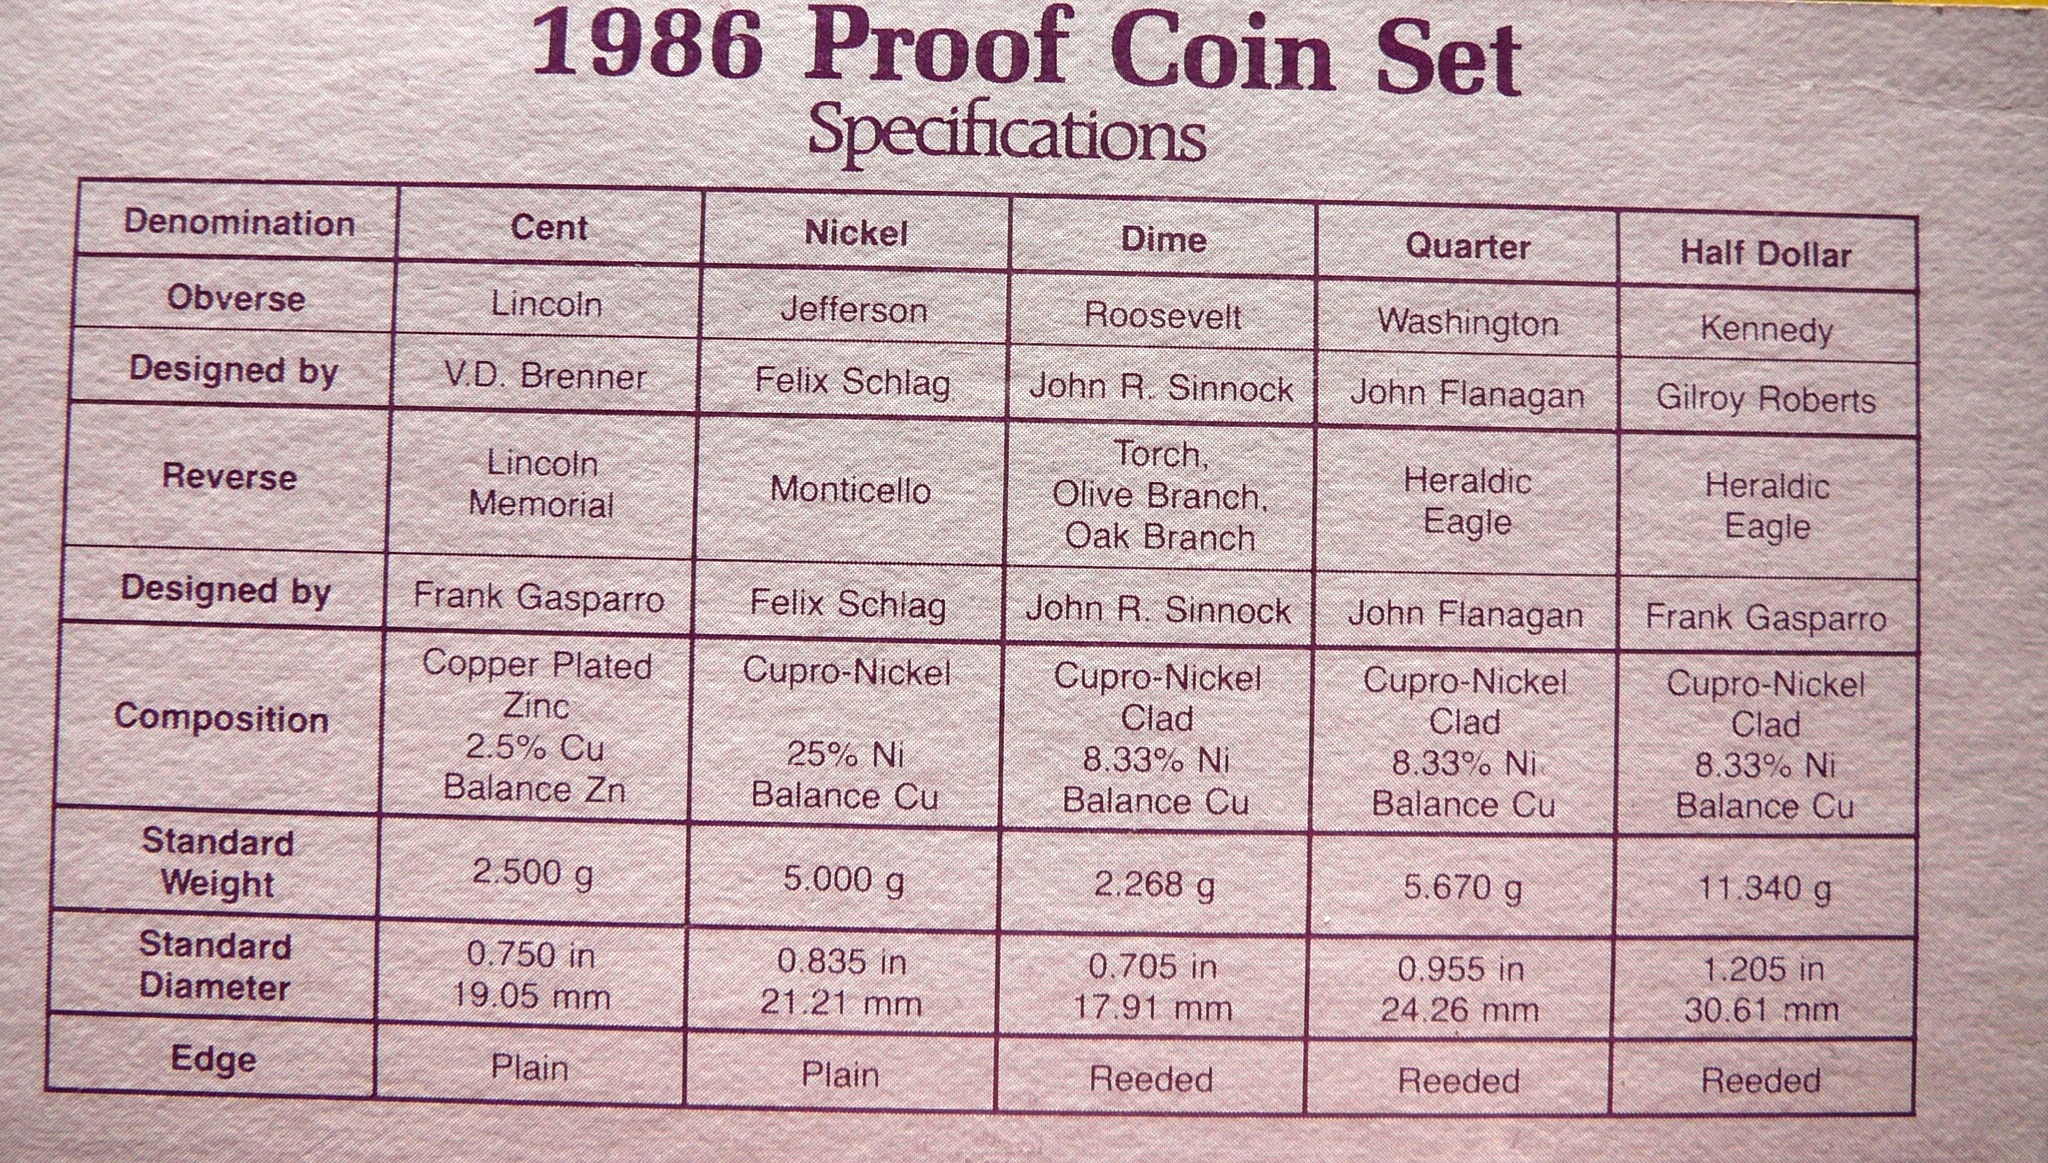 1986 Proof Coin Set
Specifications
Denomination Cent Nickel Dime Quarter Half Dollar
Obverse Lincoln Jefferson Roosevelt Washington Kennedy
Designed by V.D. Brenner Felix Schlag John R. Sinnock John Flanagan Gilroy Roberts
Reverse Lincoln Memorial Monticello Torch, Olive Branch, Oak Branch Heraldic Eagle Heraldic Eagle
Designed by Frank Gasparro Felix Schlag John R. Sinnock John Flanagan Frank Gasparro
Composition Copper Plated Zinc 2.5% Cu Balance Zn Cupro-Nickel 25% Ni Balance Cu Cupro-Nickel Clad 8.33% Ni Balance Cu Cupro-Nickel Clad 8.33% Ni Balance Cu Cupro-Nickel Clad 8.33% Ni Balance Cu
Standard Weight 2.500 g 5.000 g 2.268 g 5.670 g 11.340 g
Standard Diameter 0.750 in 19.05 mm 0.835 in 21.21 mm 0.705 in 17.91 mm 0.955 in 24.26 mm 1.205 in 30.61 mm
Edge Plain Plain Reeded Reeded Reeded